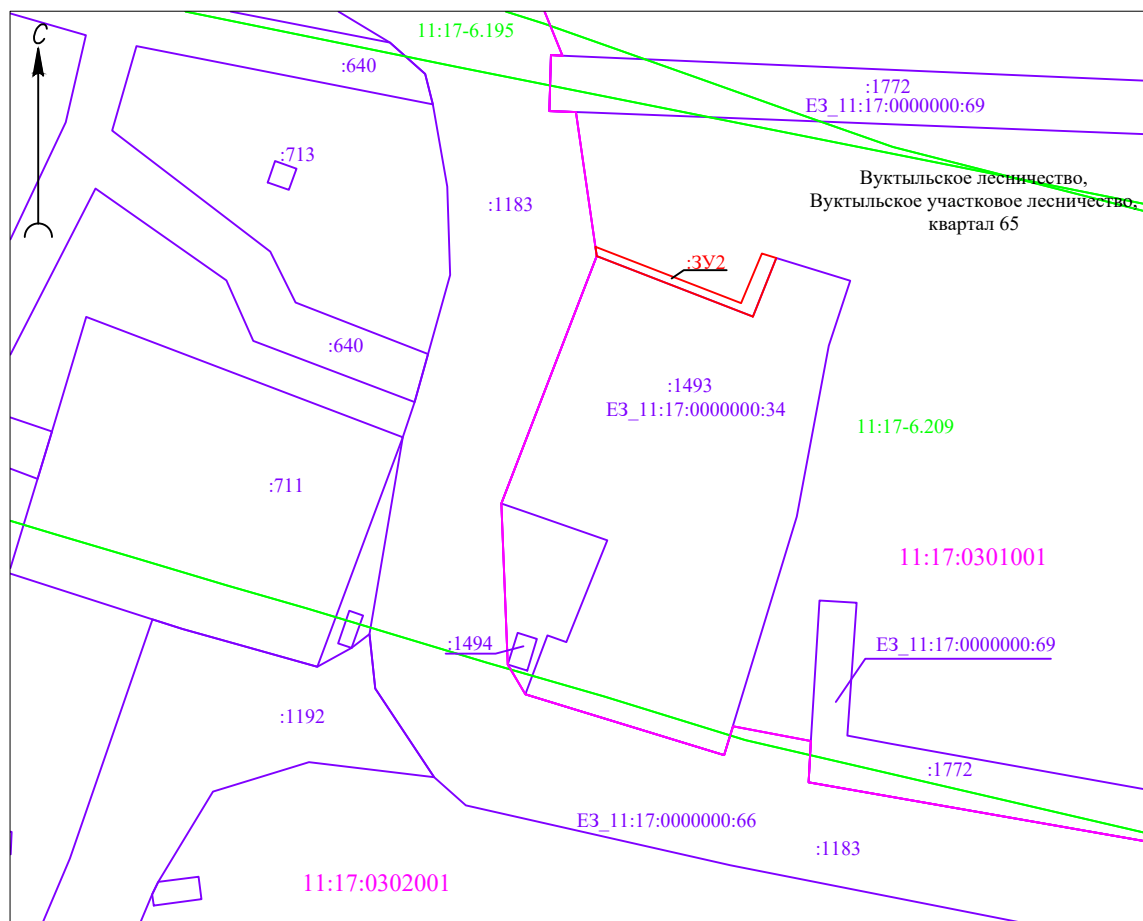 С
11:17-6.195
:640
:1772
ЕЗ_11:17:0000000:69
:713
Вуктыльское лесничество,
Вуктыльское участковое лесничество,
квартал 65
:1183
:ЗУ2
:640
:1493
ЕЗ_11:17:0000000:34
11:17-6.209
:711
11:17:0301001
:1494
ЕЗ_11:17:0000000:69
:1192
:1772
ЕЗ_11:17:0000000:66
:1183
11:17:0302001